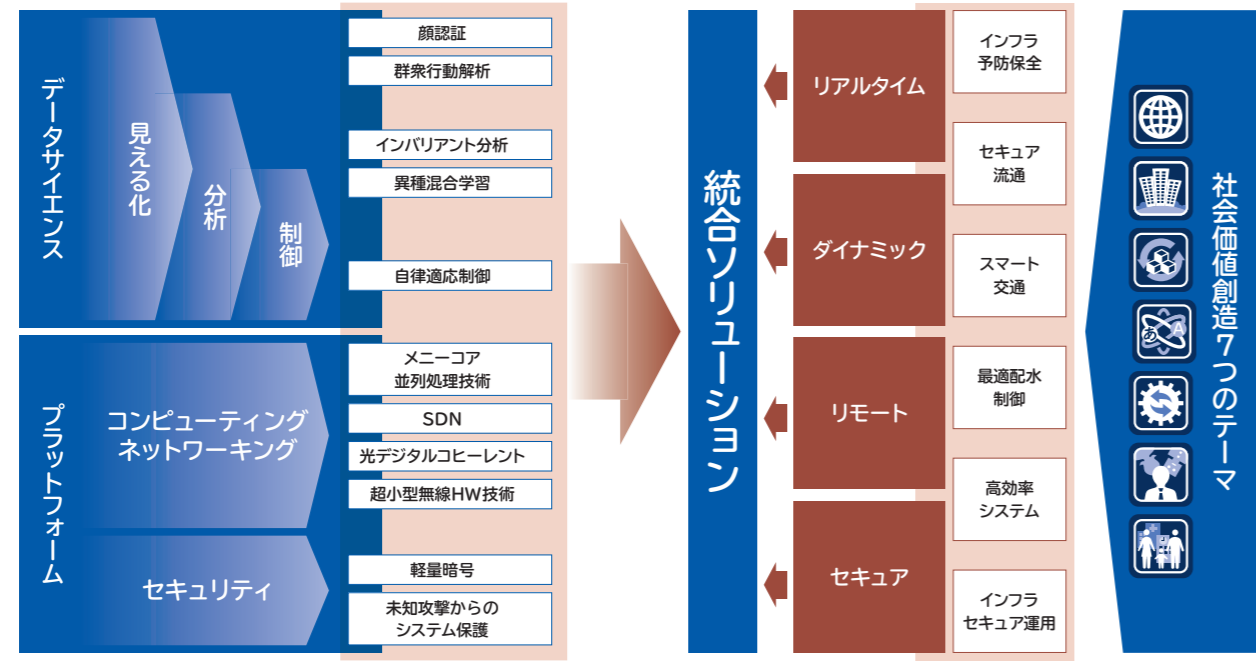 データサイエンス
見える化
分析
制御
顔認証
群衆行動解析
インバリアント分析
異種混合学習
自律適応制御
プラットフォーム
コンピューティング
ネットワーキング
メニーコア
並列処理技術
SDN
光デジタルコヒーレント
超小型無線HW技術
セキュリティ
軽量暗号
未知攻撃からの
システム保護
統合ソリューション
リアルタイム
ダイナミック
リモート
セキュア
インフラ
予防保全
セキュア
流通
スマート
交通
最適配水
制御
高効率
システム
インフラ
セキュア運用
あ
A
社会価値創造7つのテーマ